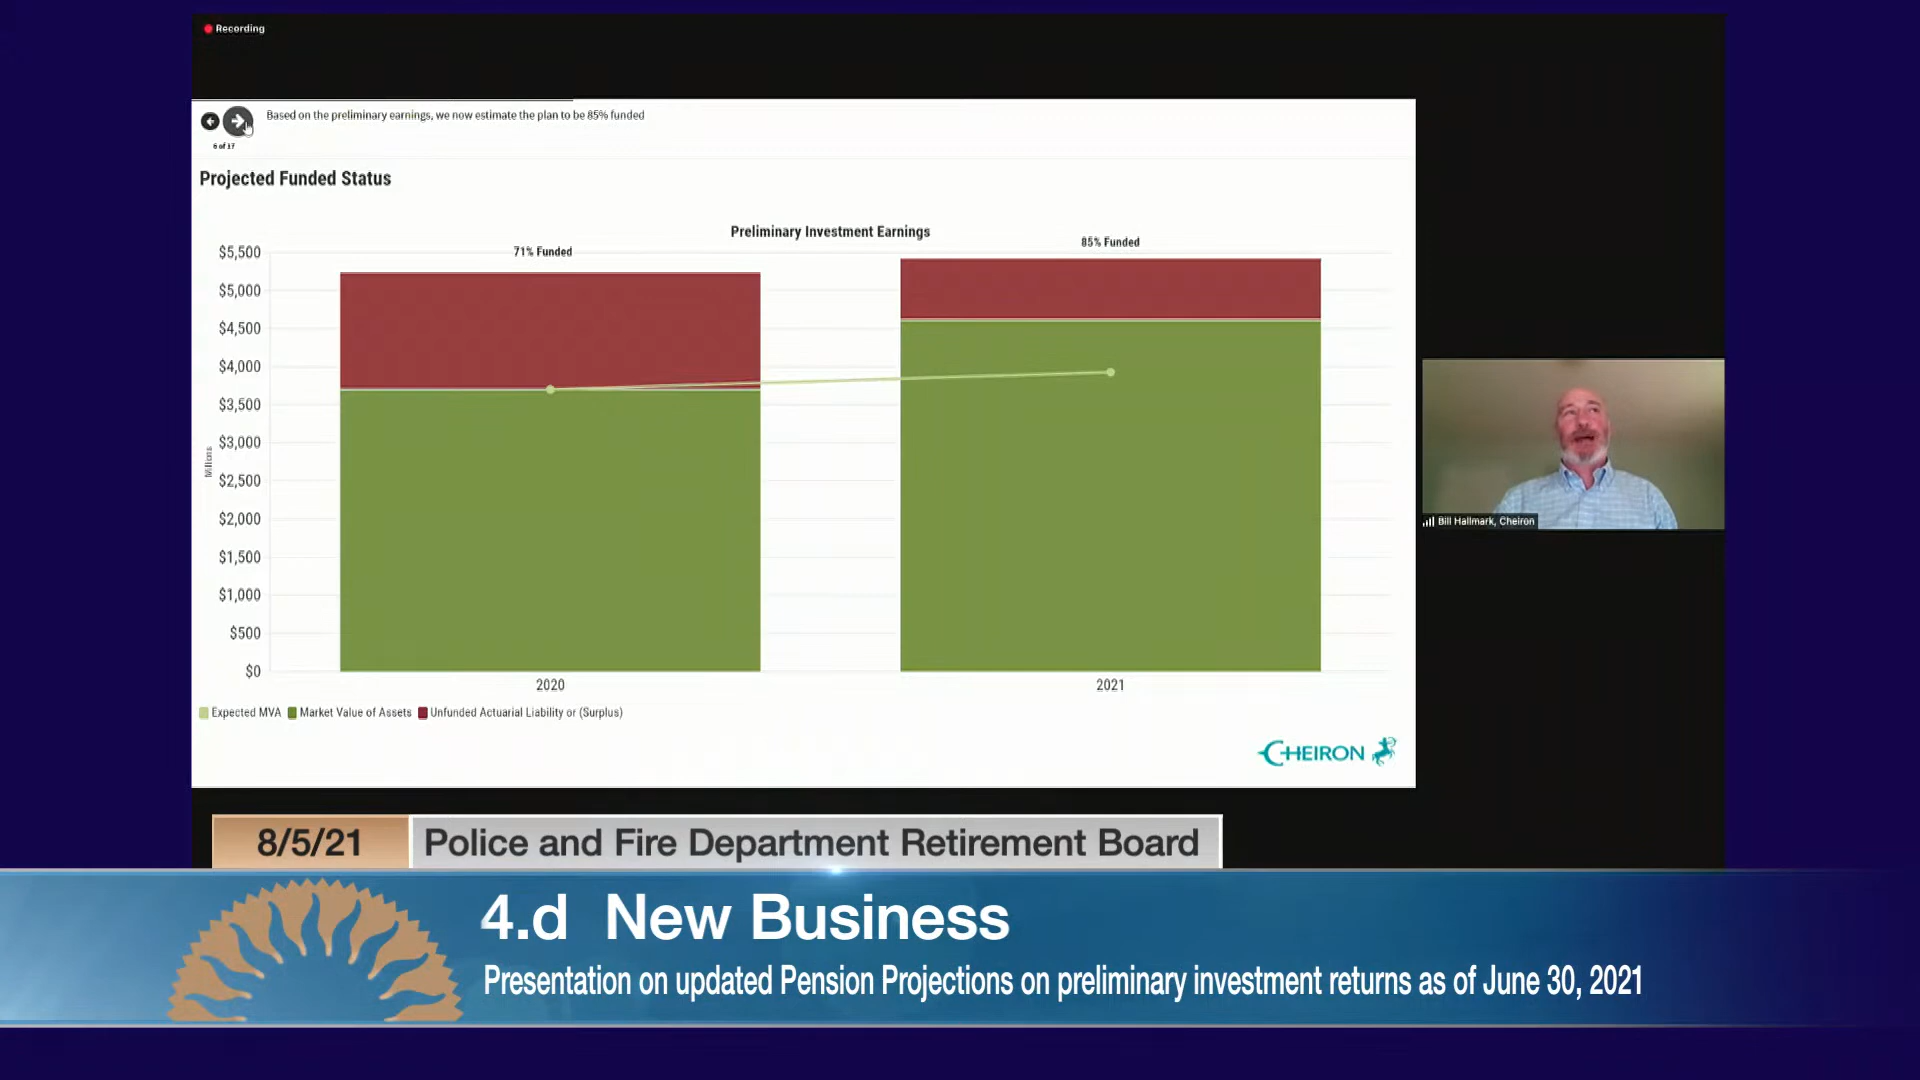 Recording
Based on the preliminary earnings, we now estimate the plan to be 85% funded
6 of 17
Projected Funded Status
Preliminary Investment Earnings
71% Funded
85% Funded
$5,500
$5,000
$4,500
$4,000
$3,500
$3,000
$2,500
$2,000
$1,500
$1,000
$500
$0
Millions
2020
2021
Expected MVA Market Value of Assets Unfunded Actuarial Liability or (Surplus)
CHEIRON
Bill Hallmark, Cheiron
8/5/21 Police and Fire Department Retirement Board
4.d New Business
Presentation on updated Pension Projections on preliminary investment returns as of June 30, 2021